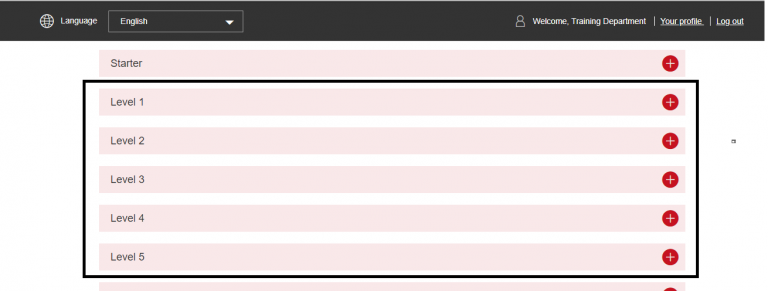 Language English Welcome, Training Department | Your profile | Log out
Starter
Level 1
Level 2
Level 3
Level 4
Level 5